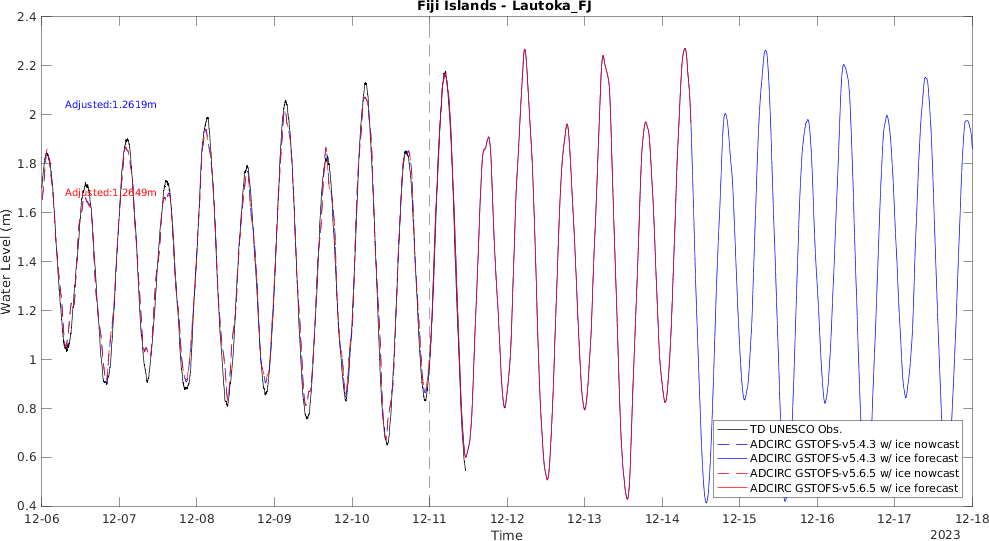 Fiji Islands - Lautoka_FJ
2.4
2.2
2
1.8
1.6
1.4
1.2
1
0.8
0.6
0.4
Water Level (m)
Adjusted:1.2619m
Adjusted:1.2649m
TD UNESCO Obs.
ADCIRC GSTOFS-v5.4.3 w/ ice nowcast
ADCIRC GSTOFS-v5.4.3 w/ ice forecast
ADCIRC GSTOFS-v5.6.5 w/ ice nowcast
ADCIRC GSTOFS-v5.6.5 w/ ice forecast
12-06 12-07 12-08 12-09 12-10 12-11 12-12 12-13 12-14 12-15 12-16 12-17 12-18
Time
2023